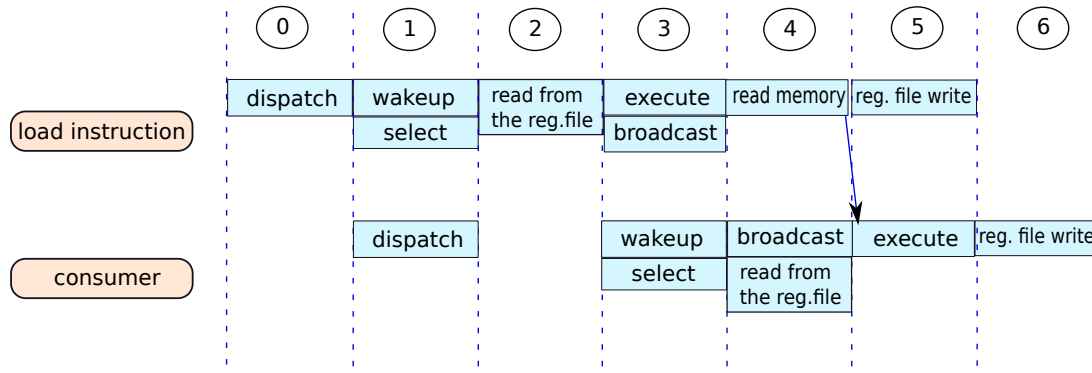 0 1 2 3 4 5 6
dispatch wakeup read from execute read memory reg. file write
the reg.file
load instruction select broadcast
dispatch wakeup broadcast execute reg. file write
consumer select read from
the reg.file